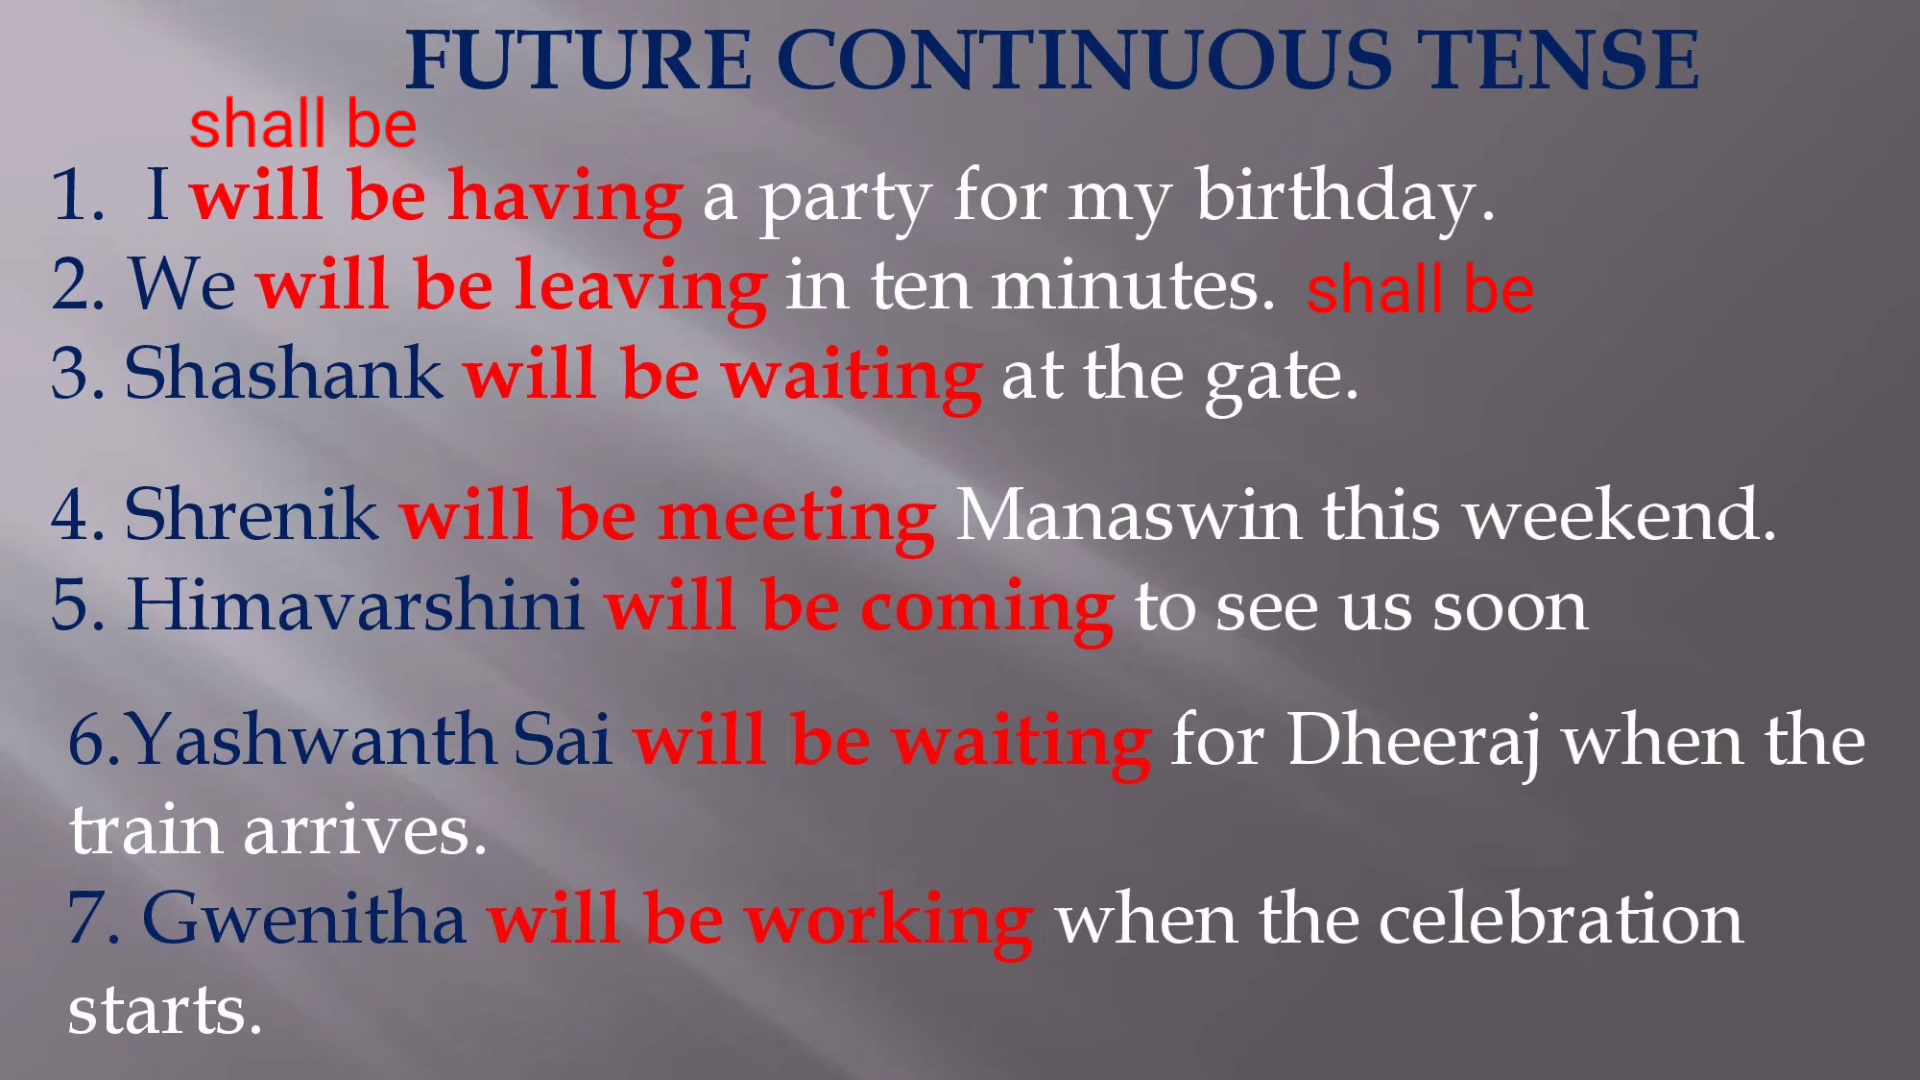 FUTURE CONTINUOUS TENSE
shall be
1. I will be having a party for my birthday.
2. We will be leaving in ten minutes. shall be
3. Shashank will be waiting at the gate.
4. Shrenik will be meeting Manaswin this weekend.
5. Himavarshini will be coming to see us soon
6.Yashwanth Sai will be waiting for Dheeraj when the
train arrives.
7. Gwenitha will be working when the celebration
starts.